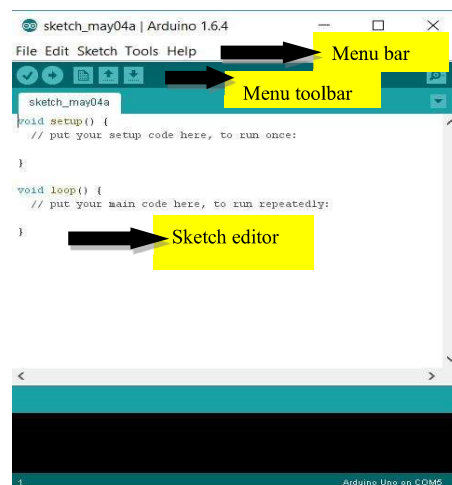 sketch_may04a | Arduino 1.6.4
File Edit Sketch Tools Help
Menu bar
Menu toolbar
sketch_may04a
void setup() {
// put your setup code here, to run once:
}
void loop() {
// put your main code here, to run repeatedly:
}
Sketch editor
1
Arduino Uno on COM5